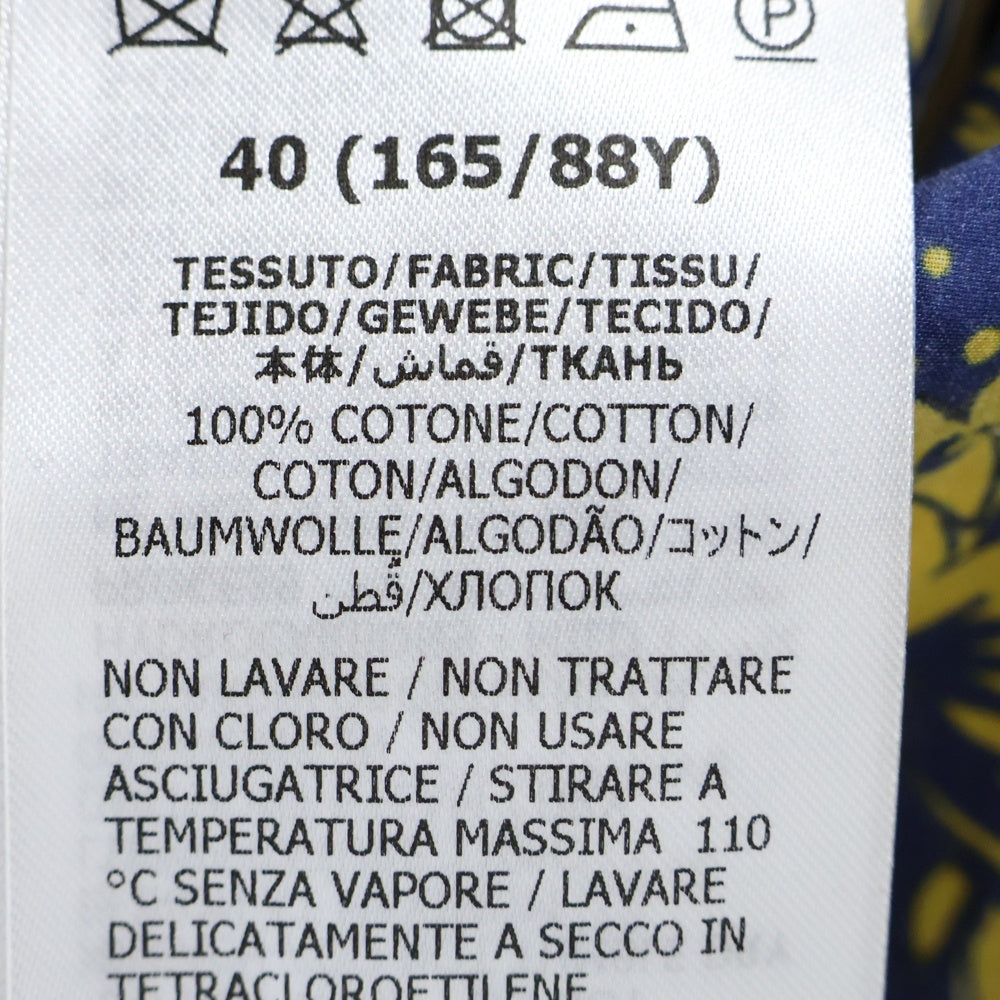 P
40 (165/88Y)
TESSUTO/FABRIC/TISSU/
TEJIDO/GEWEBE/TECIDO/
本体/قماش/ТКАНЬ
100% COTONE/COTTON/
COTON/ALGODON/
BAUMWOLLE/ALGODÃO/コットン/
قُطن/ХЛОПОК
NON LAVARE / NON TRATTARE
CON CLORO / NON USARE
ASCIUGATRICE / STIRARE A
TEMPERATURA MASSIMA 110
°C SENZA VAPORE / LAVARE
DELICATAMENTE A SECCO IN
TETRACLOROETILENE